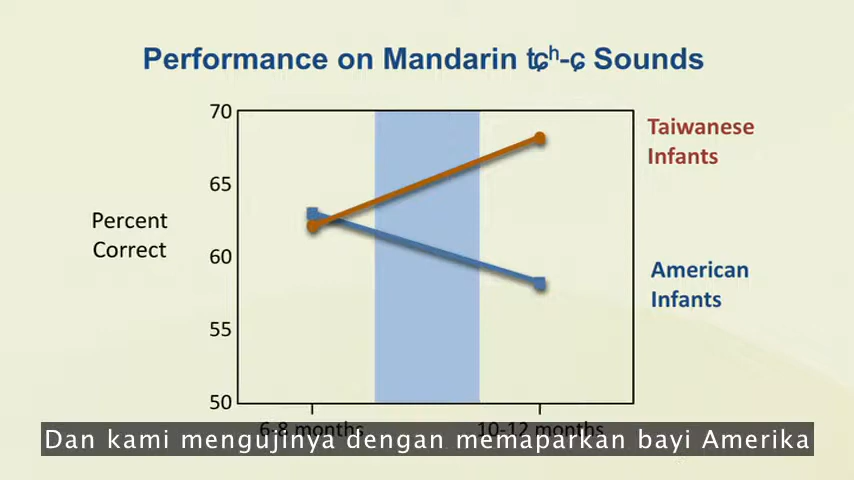 Performance on Mandarin tɕʰ-ɕ Sounds
70
65
60
55
50
Percent
Correct
Taiwanese
Infants
American
Infants
6-8 months
10-12 months
Dan kami mengujinya dengan memaparkan bayi Amerika